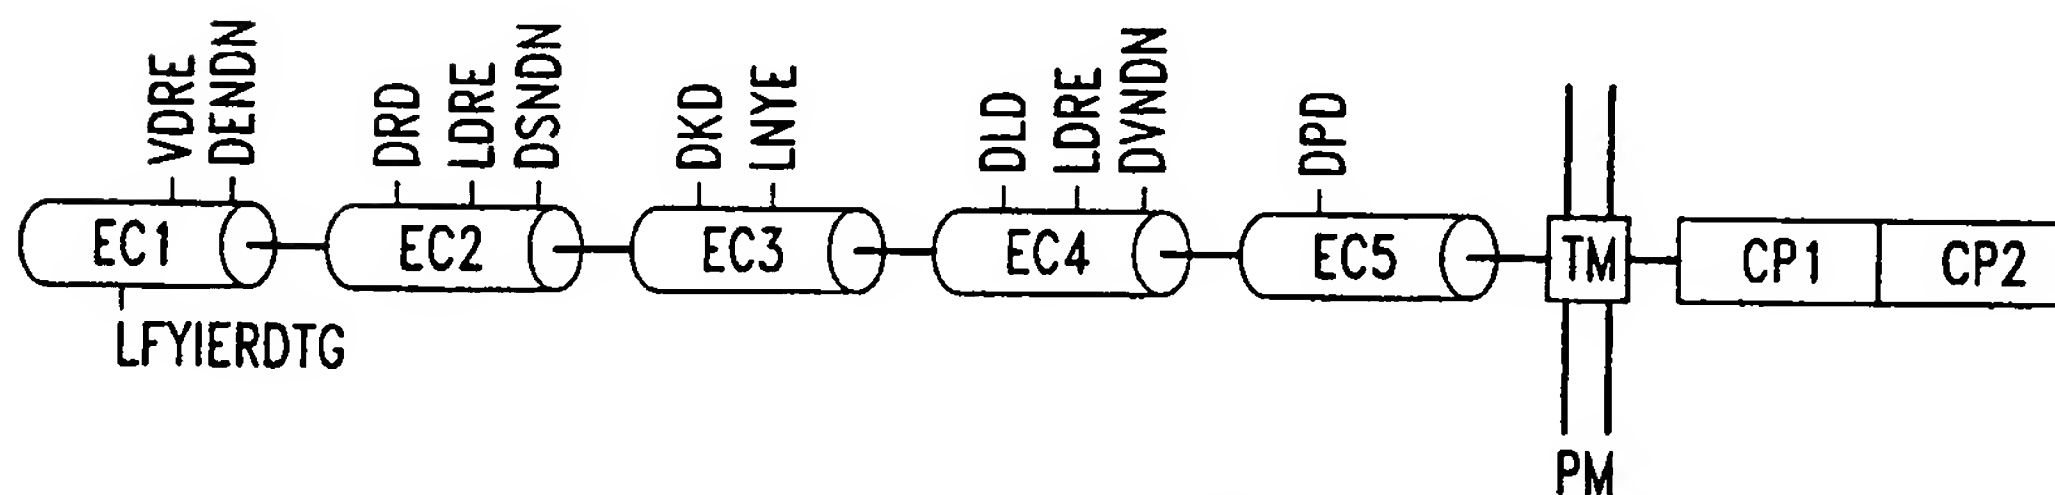 VDRE
DENDN
DRD
LDRE
DSNDN
DKD
LNYE
DLD
LDRE
DVNDN
DPD
EC1
EC2
EC3
EC4
EC5
TM
CP1
CP2
LFYIERDTG
PM